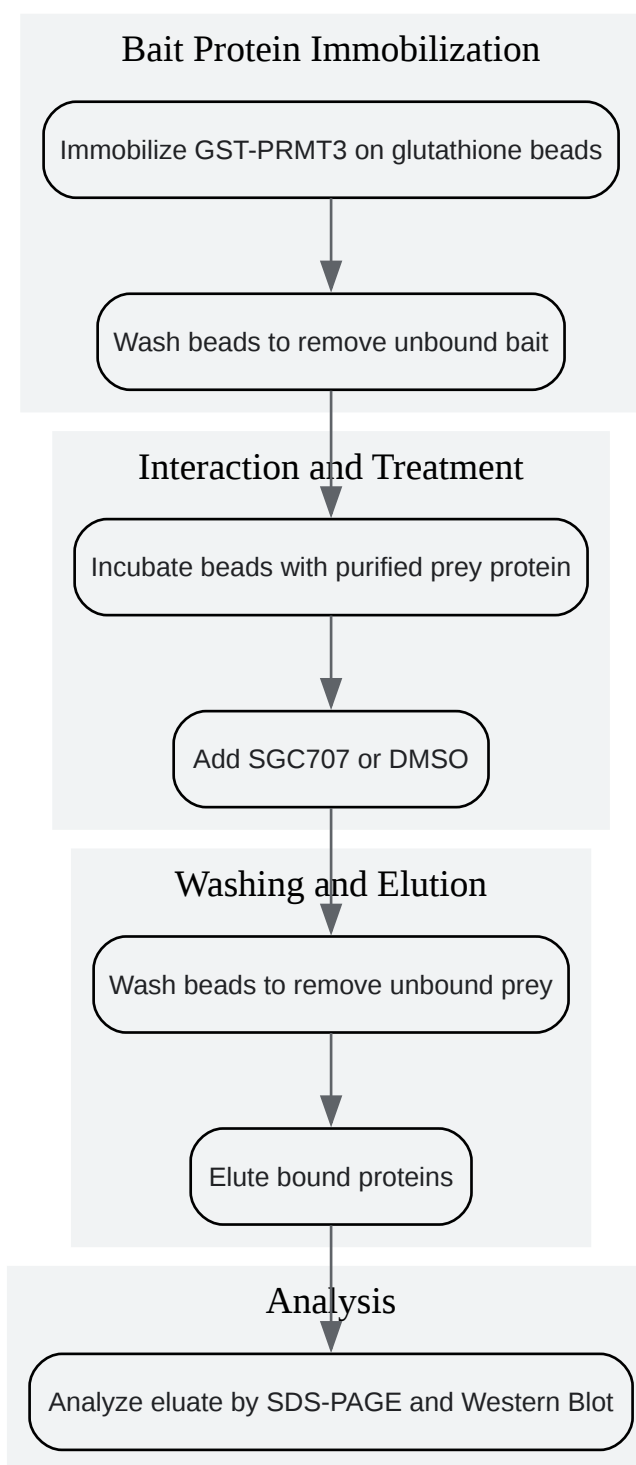 Bait Protein Immobilization
Immobilize GST-PRMT3 on glutathione beads
Wash beads to remove unbound bait
Interaction and Treatment
Incubate beads with purified prey protein
Add SGC707 or DMSO
Washing and Elution
Wash beads to remove unbound prey
Elute bound proteins
Analysis
Analyze eluate by SDS-PAGE and Western Blot